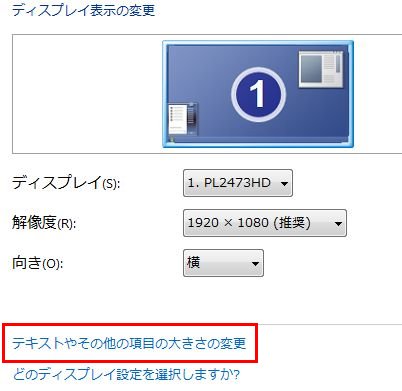 ディスプレイ表示の変更
1
ディスプレイ(S): 1. PL2473HD
解像度(R): 1920 × 1080 (推奨)
向き(O): 横
テキストやその他の項目の大きさの変更
どのディスプレイ設定を選択しますか?